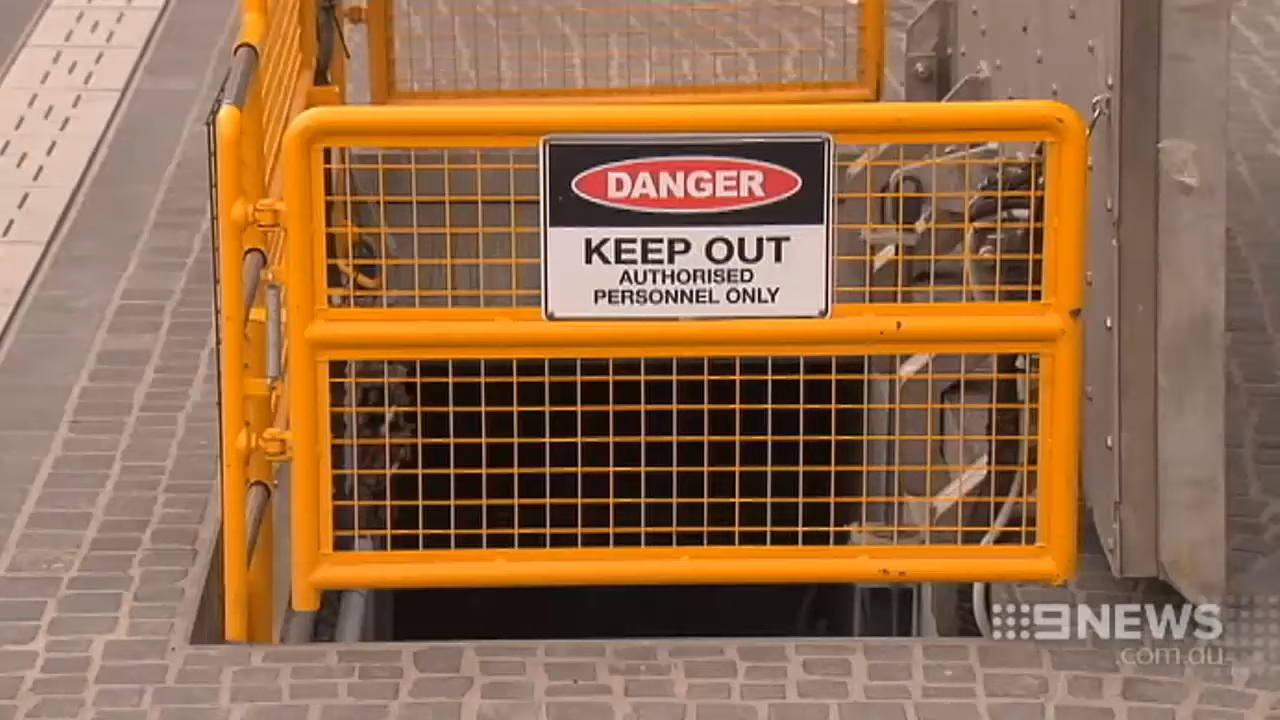 DANGER
KEEP OUT
AUTHORISED
PERSONNEL ONLY
9NEWS
.com.au